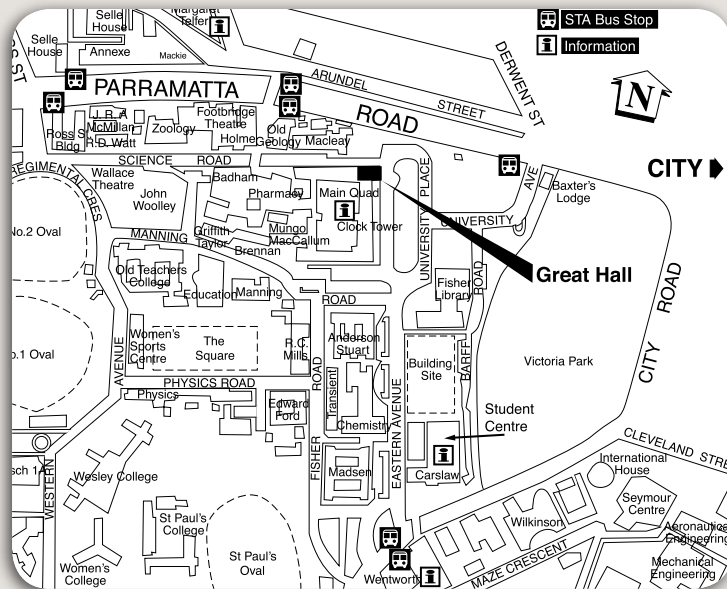 Selle
House
Margaret
Telfer
STA Bus Stop
Information
Selle
House
Annexe
Mackie
DERWENT ST
ARUNDEL
STREET
PARRAMATTA
ROAD
N
CITY
J.R.A
McMillan
R.D. Watt
Ross S.
Bldg
Zoology
Footbridge
Theatre
Holme
Old
Geology
Macleay
SCIENCE ROAD
REGIMENTAL CRES
Wallace
Theatre
Badham
Pharmacy
Main Quad
Clock Tower
UNIVERSITY PLACE
UNIVERSITY
AVE
Baxter's
Lodge
John
Woolley
No.2 Oval
MANNING
Griffith
Taylor
Mungo
MacCallum
Brennan
Great Hall
Old Teachers
College
Education
Manning
ROAD
Fisher
Library
ROAD
CITY ROAD
Women's
Sports
Centre
The
Square
R.C.
Mills
Anderson
Stuart
Building
Site
BARFF
Victoria Park
o.1 Oval
AVENUE
PHYSICS ROAD
Physics
ROAD
Edward
Ford
Transient
Chemistry
EASTERN AVENUE
Student
Centre
FISHER
Madsen
Carslaw
CLEVELAND STRE
International
House
Seymour
Centre
sch 1A
WESTERN
Wesley College
St Paul's
College
St Paul's
Oval
Women's
College
Wilkinson
Wentworth
MAZE CRESCENT
Aeronautical
Engineering
Mechanical
Engineering